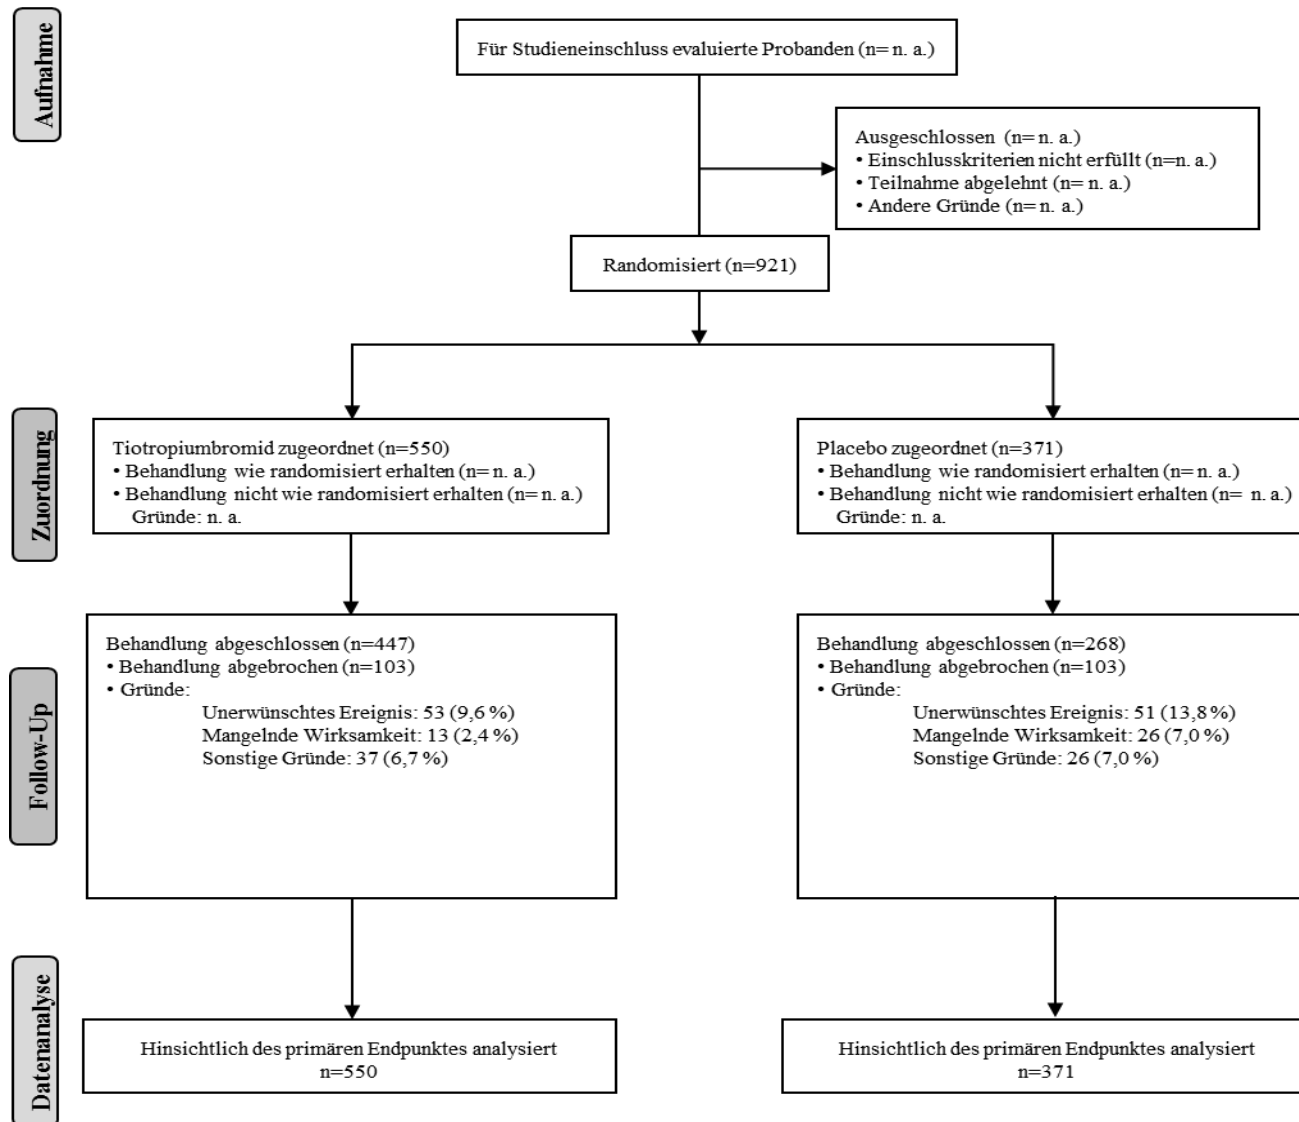 Aufnahme
Für Studieneinschluss evaluierte Probanden (n= n. a.)
Ausgeschlossen (n= n. a.)
• Einschlusskriterien nicht erfüllt (n=n. a.)
• Teilnahme abgelehnt (n= n. a.)
• Andere Gründe (n= n. a.)
Randomisiert (n=921)
Zuordnung
Tiotropiumbromid zugeordnet (n=550)
• Behandlung wie randomisiert erhalten (n= n. a.)
• Behandlung nicht wie randomisiert erhalten (n= n. a.)
Gründe: n. a.
Placebo zugeordnet (n=371)
• Behandlung wie randomisiert erhalten (n= n. a.)
• Behandlung nicht wie randomisiert erhalten (n= n. a.)
Gründe: n. a.
Follow-Up
Behandlung abgeschlossen (n=447)
• Behandlung abgebrochen (n=103)
• Gründe:
Unerwünschtes Ereignis: 53 (9,6 %)
Mangelnde Wirksamkeit: 13 (2,4 %)
Sonstige Gründe: 37 (6,7 %)
Behandlung abgeschlossen (n=268)
• Behandlung abgebrochen (n=103)
• Gründe:
Unerwünschtes Ereignis: 51 (13,8 %)
Mangelnde Wirksamkeit: 26 (7,0 %)
Sonstige Gründe: 26 (7,0 %)
Datenanalyse
Hinsichtlich des primären Endpunktes analysiert
n=550
Hinsichtlich des primären Endpunktes analysiert
n=371